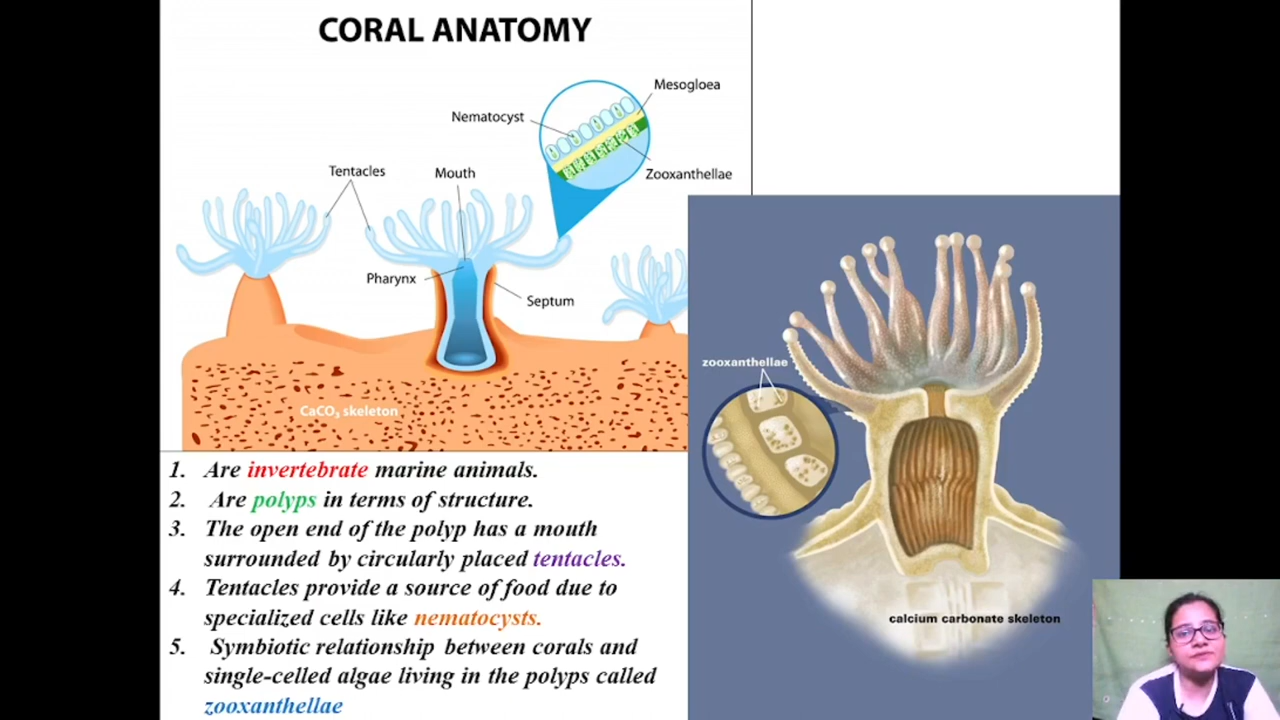 CORAL ANATOMY
Mesogloea
Nematocyst
Tentacles
Mouth
Zooxanthellae
Pharynx
Septum
CaCO₃ skeleton
zooxanthellae
calcium carbonate skeleton
1. Are invertebrate marine animals.
2. Are polyps in terms of structure.
3. The open end of the polyp has a mouth
surrounded by circularly placed tentacles.
4. Tentacles provide a source of food due to
specialized cells like nematocysts.
5. Symbiotic relationship between corals and
single-celled algae living in the polyps called
zooxanthellae